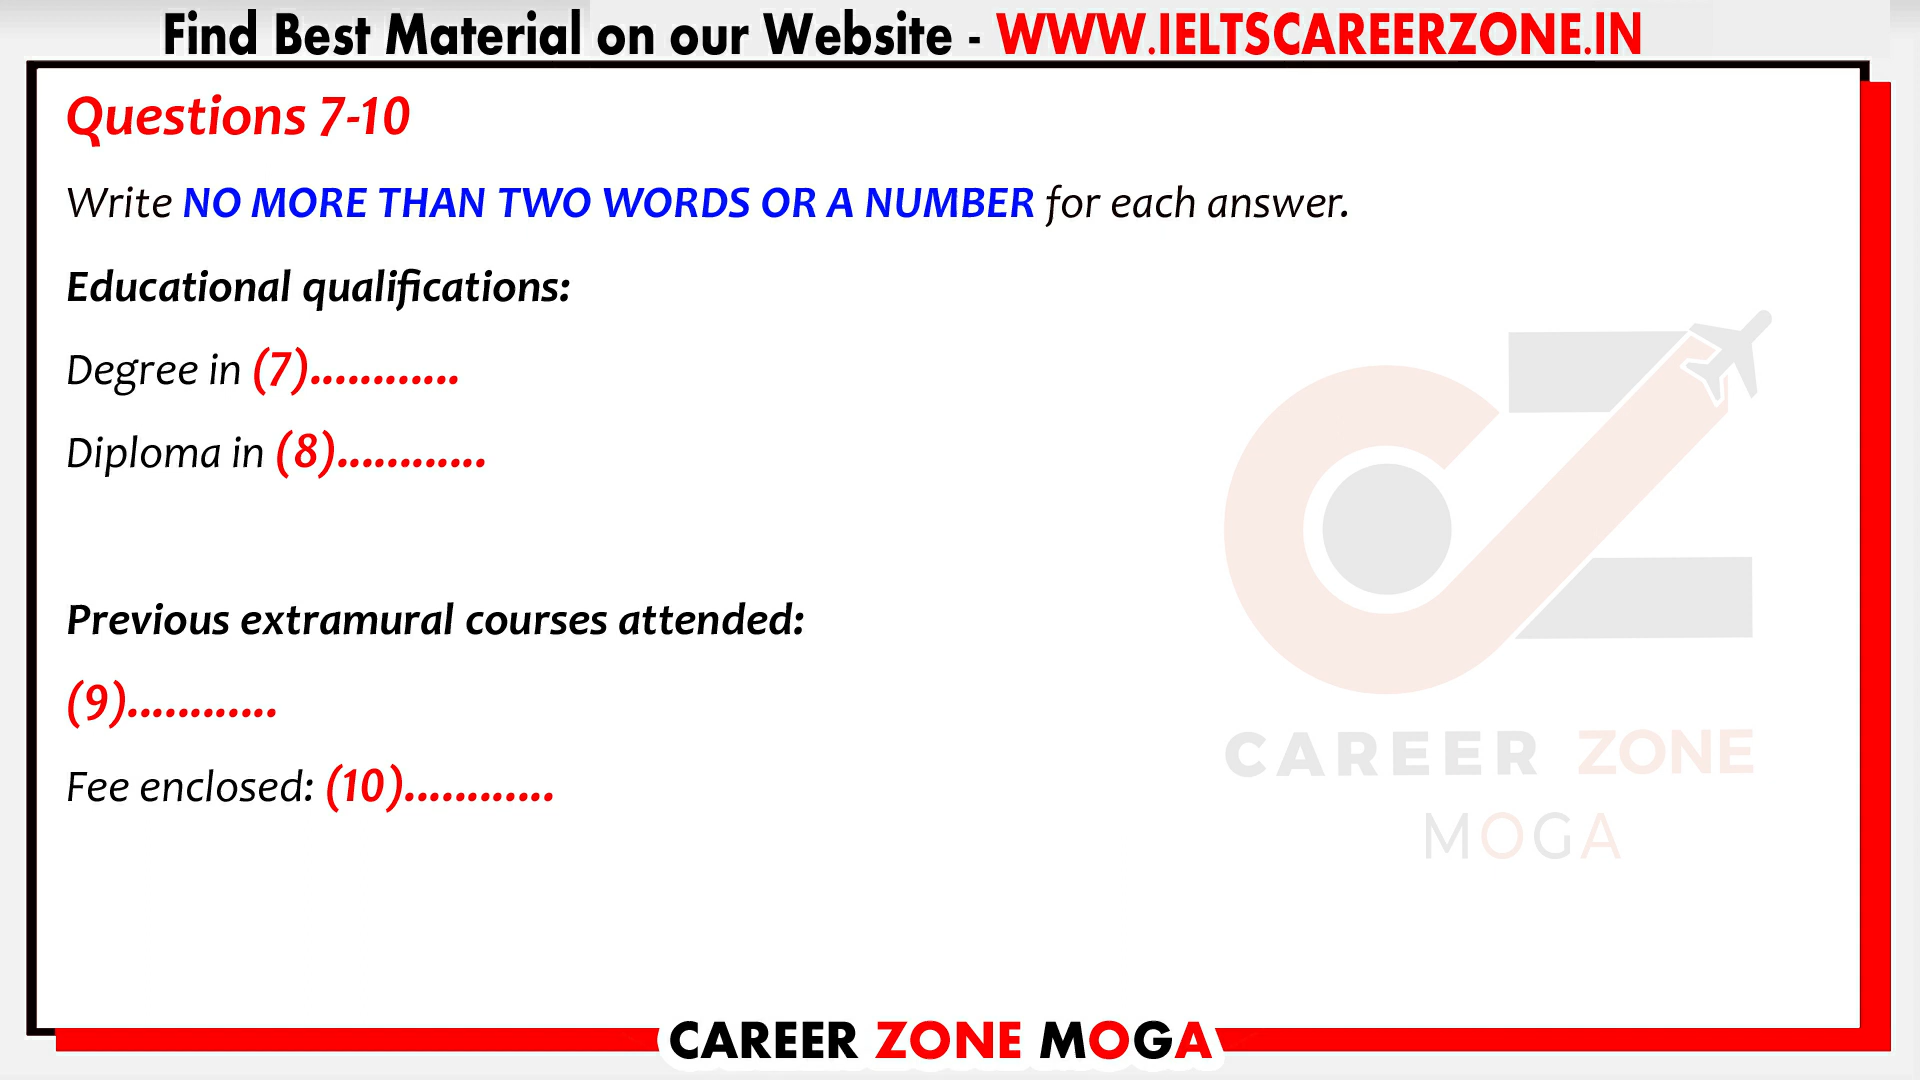 Find Best Material on our Website - WWW.IELTSCAREERZONE.IN
Questions 7-10
Write NO MORE THAN TWO WORDS OR A NUMBER for each answer.
Educational qualifications:
Degree in (7)............
Diploma in (8)............
Previous extramural courses attended:
(9)............
Fee enclosed: (10)............
CAREER ZONE
MOGA
CAREER ZONE MOGA